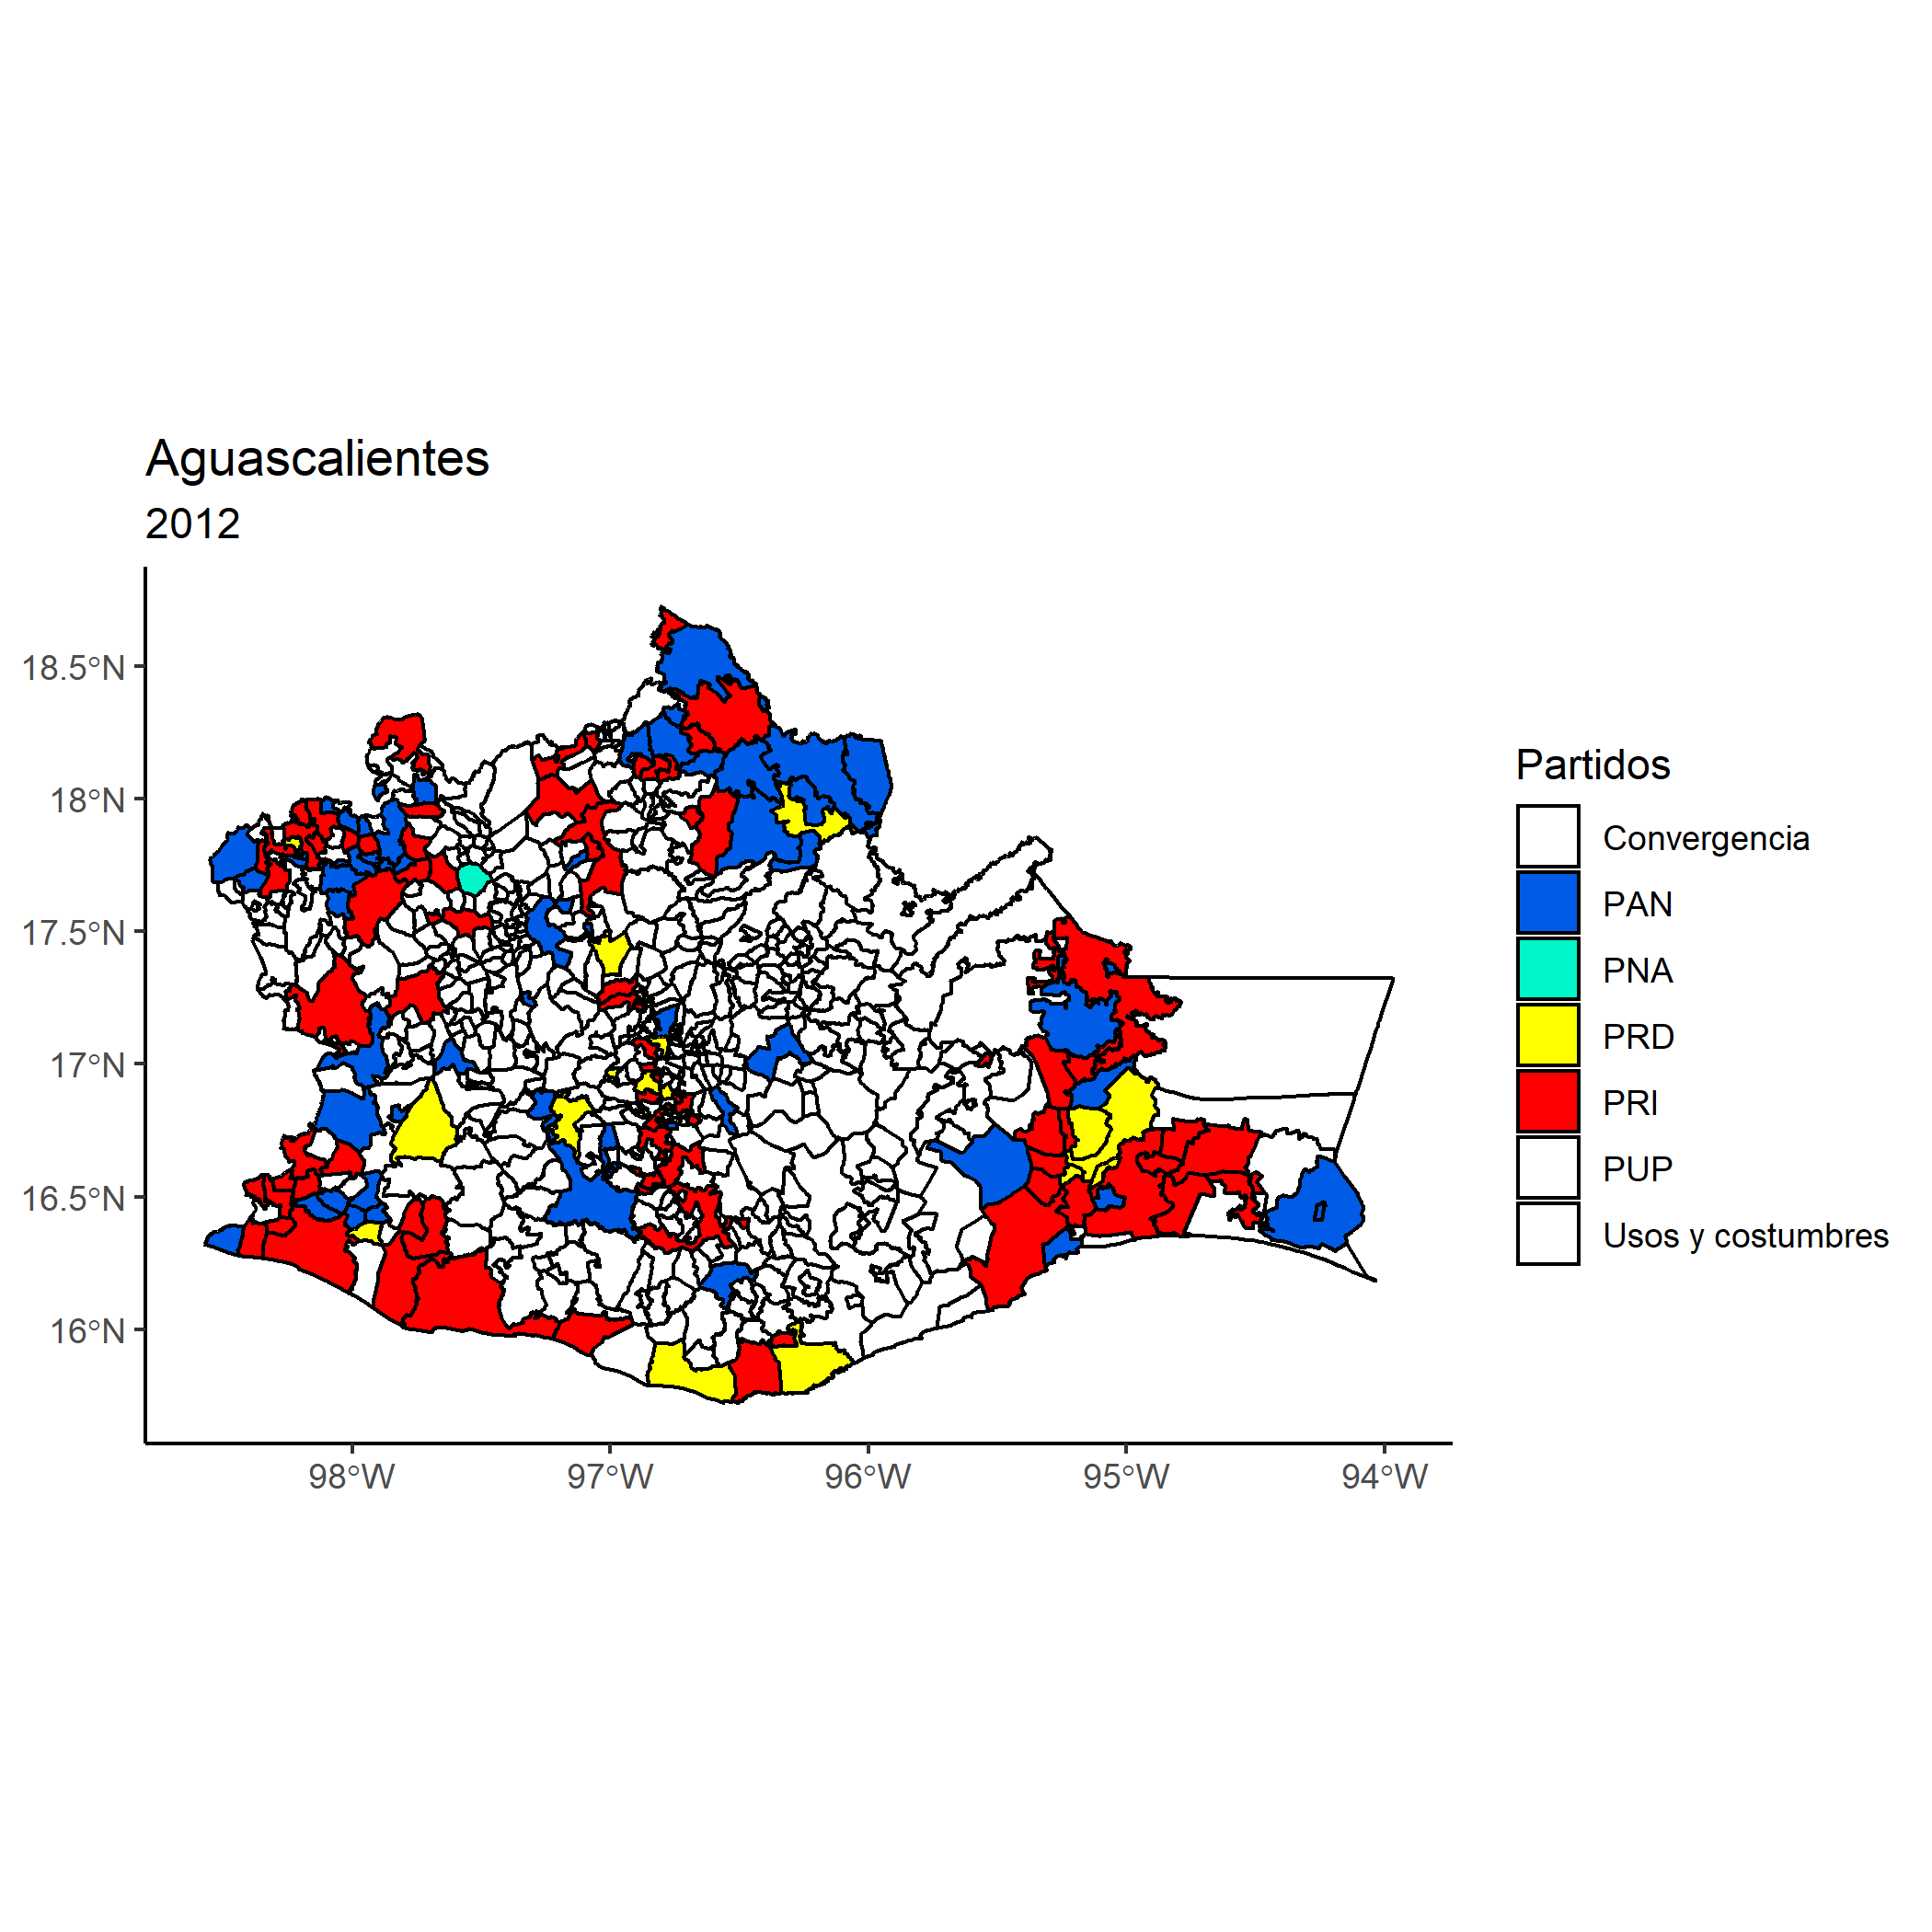 Aguascalientes
2012
18.5°N
18°N
17.5°N
17°N
16.5°N
16°N
98°W
97°W
96°W
95°W
94°W
Partidos
Convergencia
PAN
PNA
PRD
PRI
PUP
Usos y costumbres